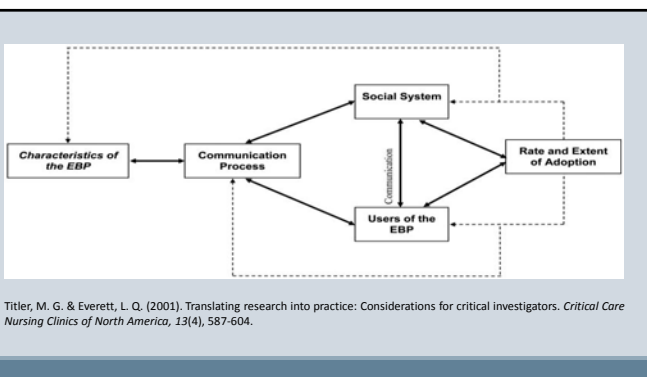 Social System
Characteristics of
the EBP
Communication
Process
Communication
Rate and Extent
of Adoption
Users of the
EBP
Titler, M. G. & Everett, L. Q. (2001). Translating research into practice: Considerations for critical investigators. Critical Care
Nursing Clinics of North America, 13(4), 587-604.